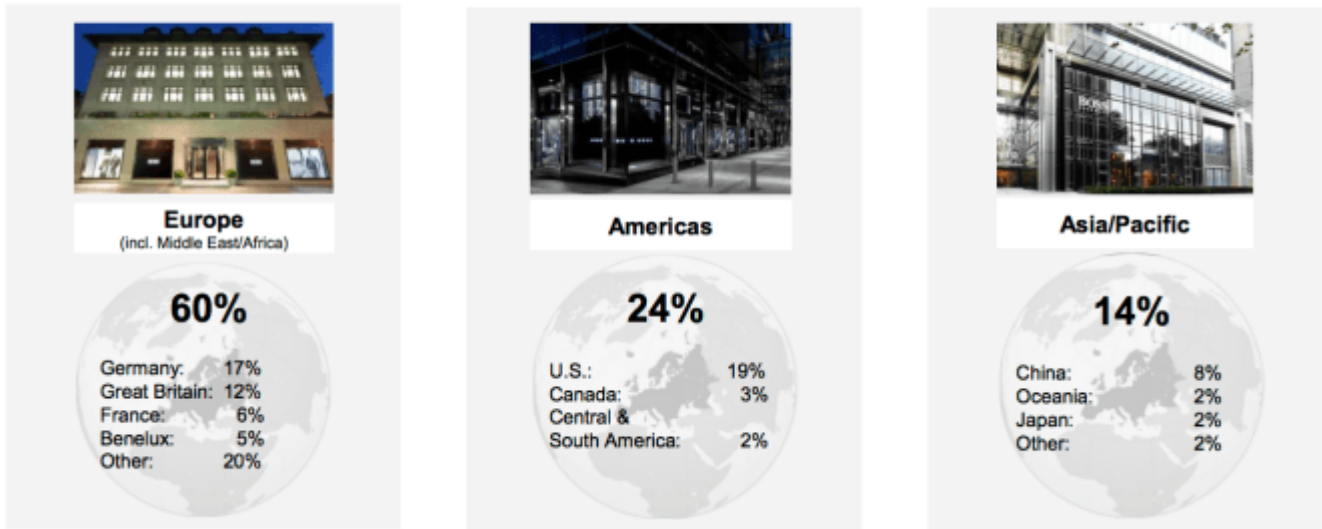 Europe
(incl. Middle East/Africa)
60%
Germany: 17%
Great Britain: 12%
France: 6%
Benelux: 5%
Other: 20%
Americas
24%
U.S.: 19%
Canada: 3%
Central &
South America: 2%
BOSS
Asia/Pacific
14%
China: 8%
Oceania: 2%
Japan: 2%
Other: 2%